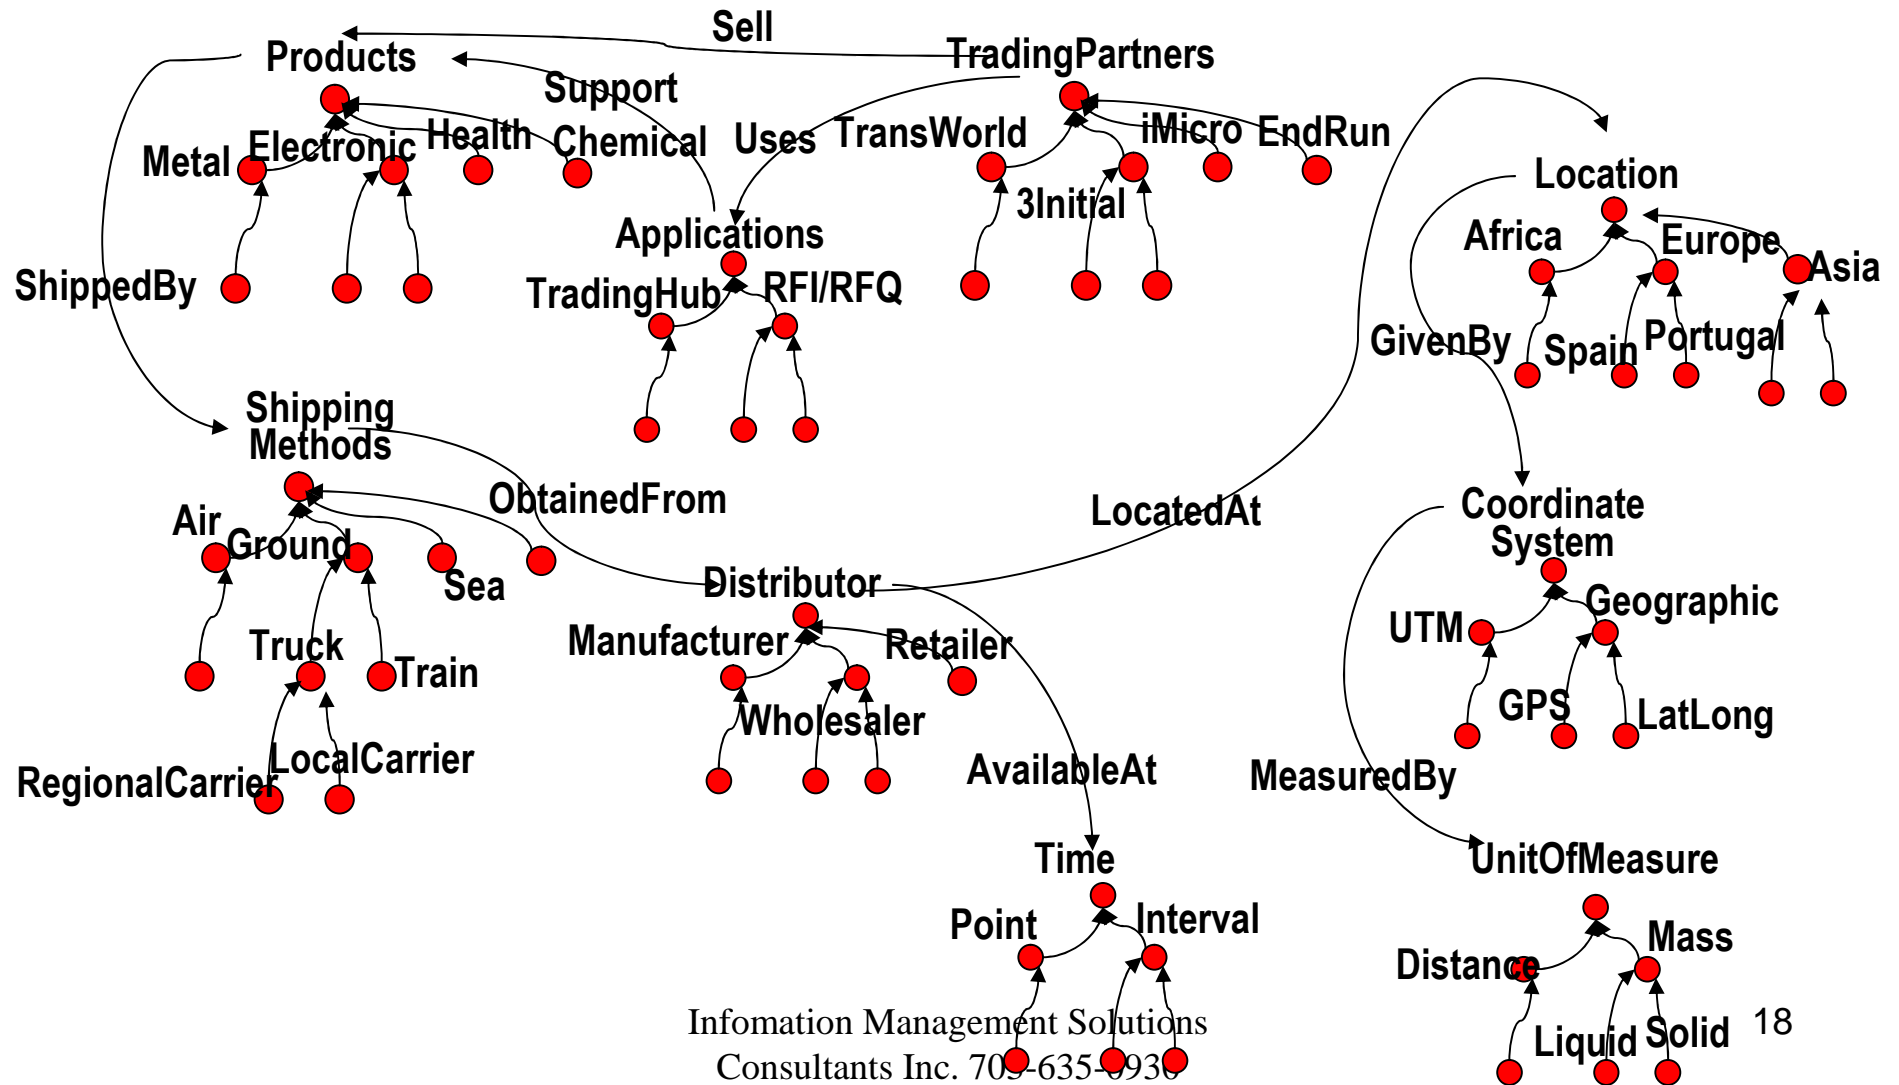 Sell
Products
TradingPartners
Support
Metal
Electronic
Health
Chemical
Uses
TransWorld
iMicro
EndRun
3Initial
Location
Africa
Europe
Asia
ShippedBy
Applications
TradingHub
RFI/RFQ
GivenBy
Spain
Portugal
Shipping
Methods
ObtainedFrom
LocatedAt
Coordinate
System
Air
Ground
Sea
Distributor
Manufacturer
Retailer
UTM
Geographic
Truck
Train
Wholesaler
GPS
LatLong
RegionalCarrier
LocalCarrier
AvailableAt
MeasuredBy
Time
UnitOfMeasure
Point
Interval
Distance
Mass
Liquid
Solid
Infomation Management Solutions
Consultants Inc.
18